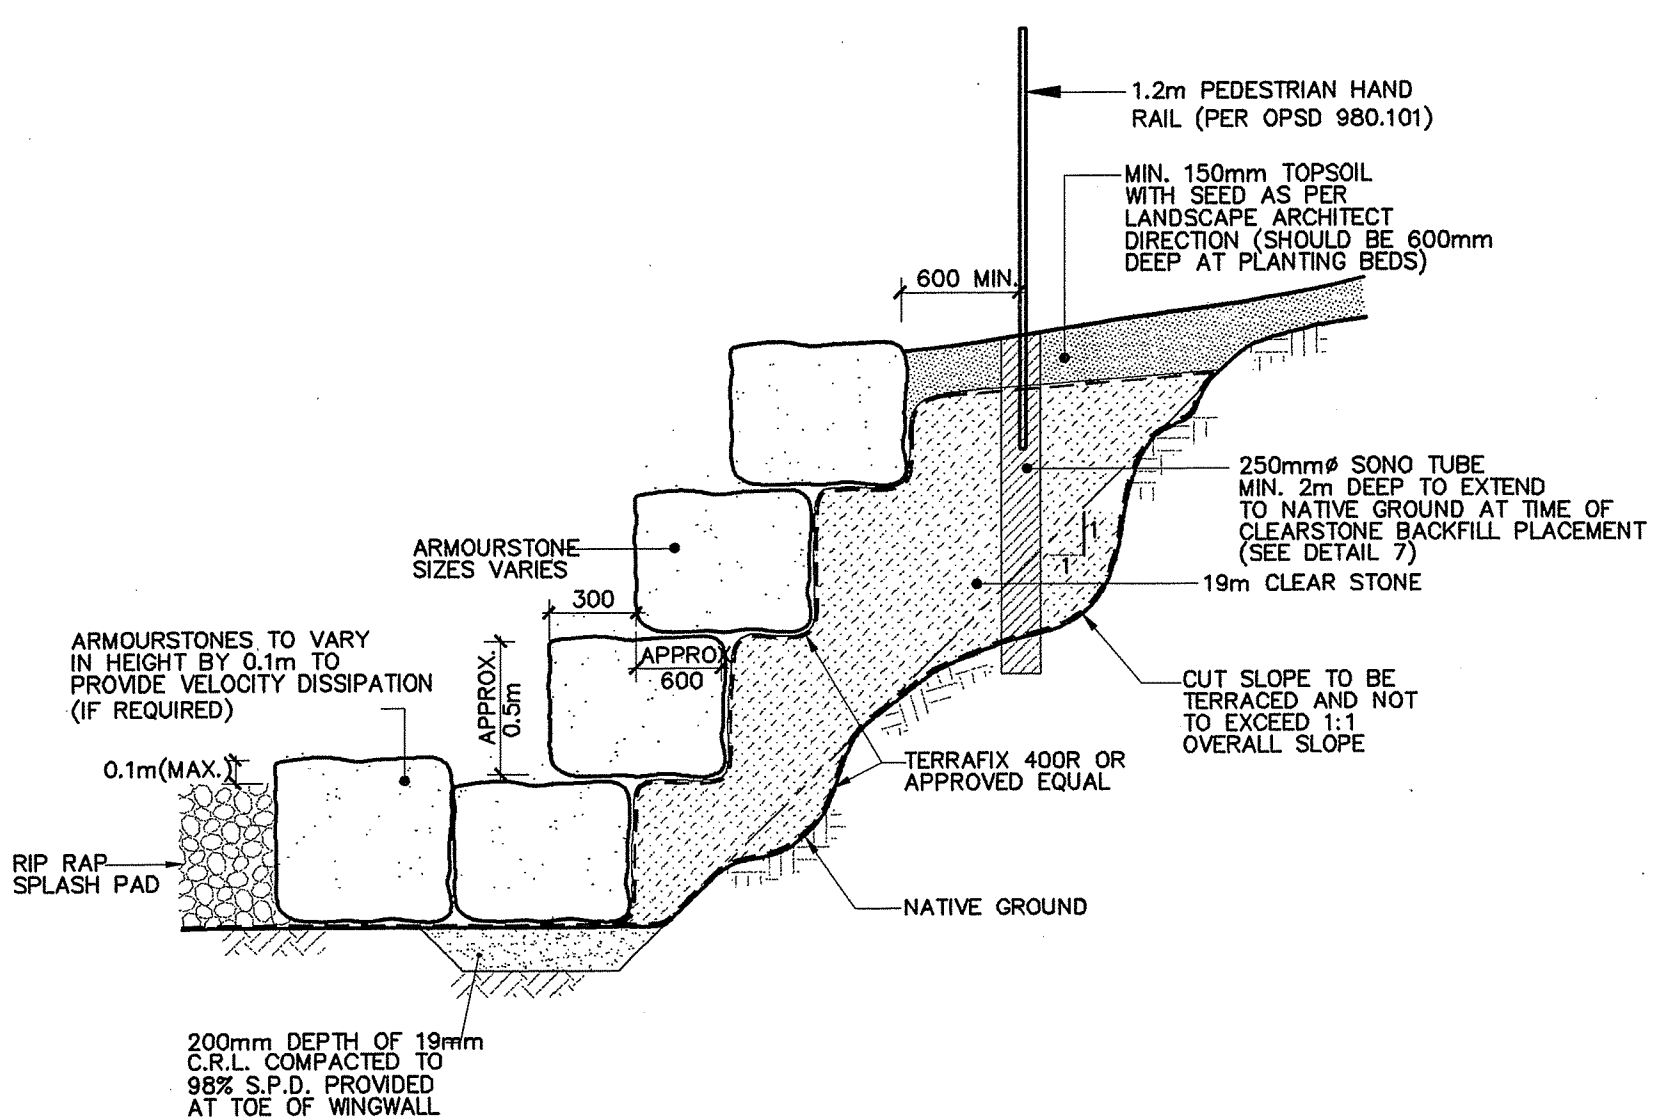 1.2m PEDESTRIAN HAND
RAIL (PER OPSD 980.101)
MIN. 150mm TOPSOIL
WITH SEED AS PER
LANDSCAPE ARCHITECT
DIRECTION (SHOULD BE 600mm
DEEP AT PLANTING BEDS)
600 MIN.
250mmø SONO TUBE
MIN. 2m DEEP TO EXTEND
TO NATIVE GROUND AT TIME OF
CLEARSTONE BACKFILL PLACEMENT
(SEE DETAIL 7)
1
1
19m CLEAR STONE
ARMOURSTONE
SIZES VARIES
300
ARMOURSTONES TO VARY
IN HEIGHT BY 0.1m TO
PROVIDE VELOCITY DISSIPATION
(IF REQUIRED)
APPROX.
0.5m
APPROX
600
CUT SLOPE TO BE
TERRACED AND NOT
TO EXCEED 1:1
OVERALL SLOPE
TERRAFIX 400R OR
APPROVED EQUAL
0.1m(MAX.)
RIP RAP
SPLASH PAD
NATIVE GROUND
200mm DEPTH OF 19mm
C.R.L. COMPACTED TO
98% S.P.D. PROVIDED
AT TOE OF WINGWALL